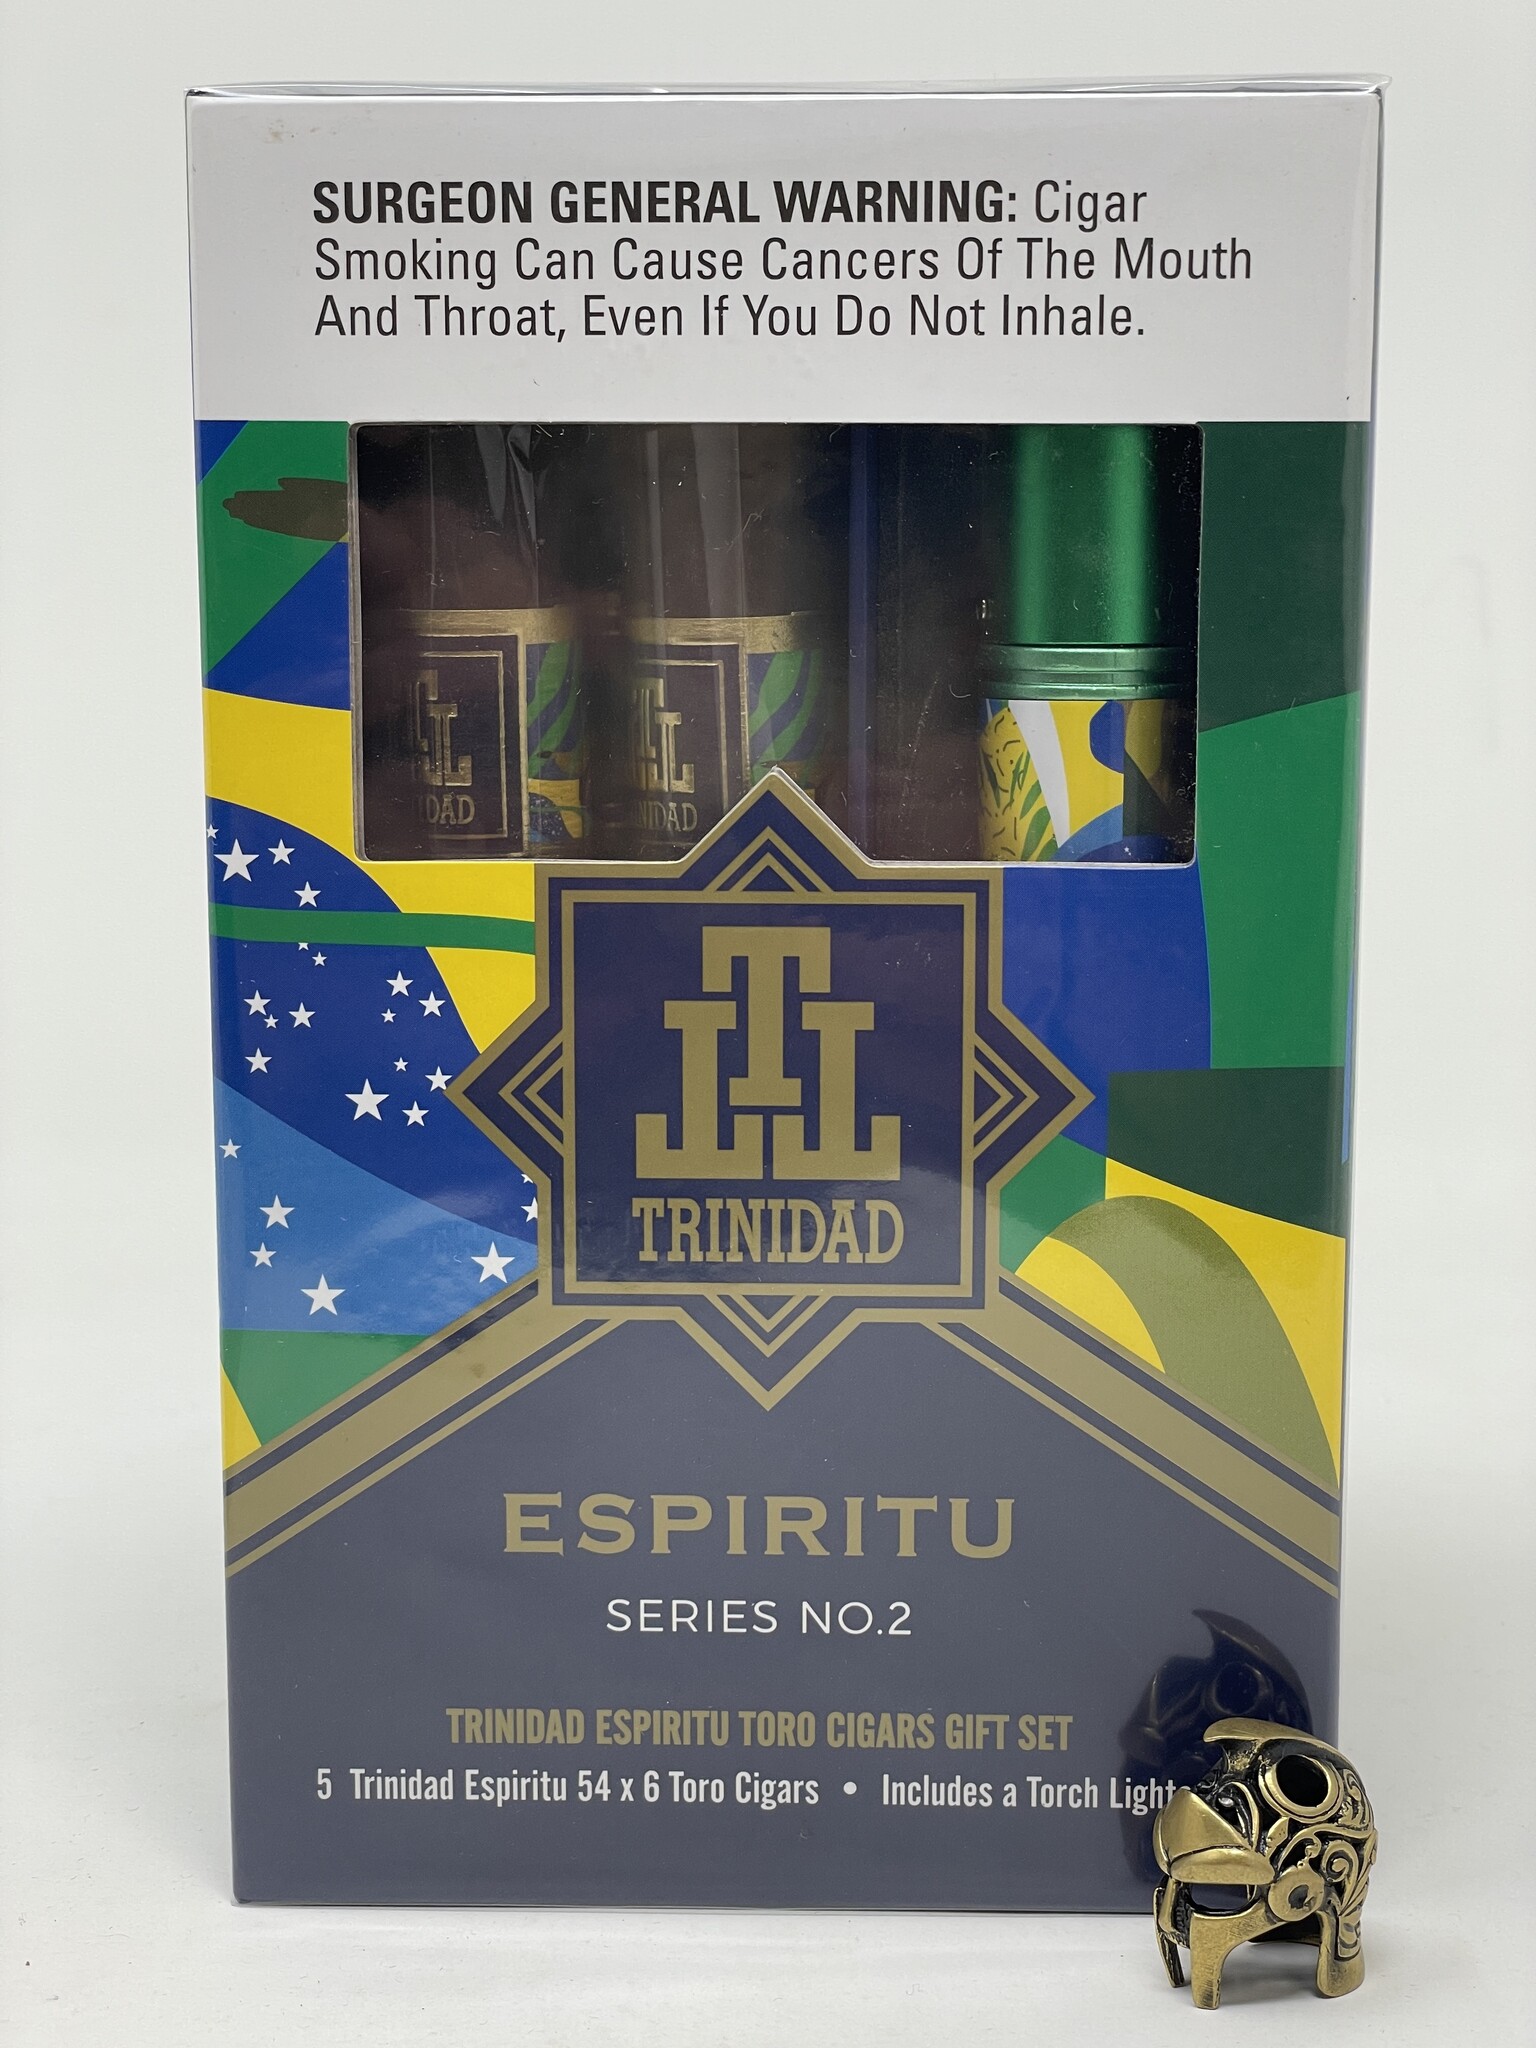 SURGEON GENERAL WARNING: Cigar
Smoking Can Cause Cancers Of The Mouth
And Throat, Even If You Do Not Inhale.
TRINIDAD
ESPIRITU
SERIES NO.2
TRINIDAD ESPIRITU TORO CIGARS GIFT SET
5 Trinidad Espiritu 54 x 6 Toro Cigars • Includes a Torch Light